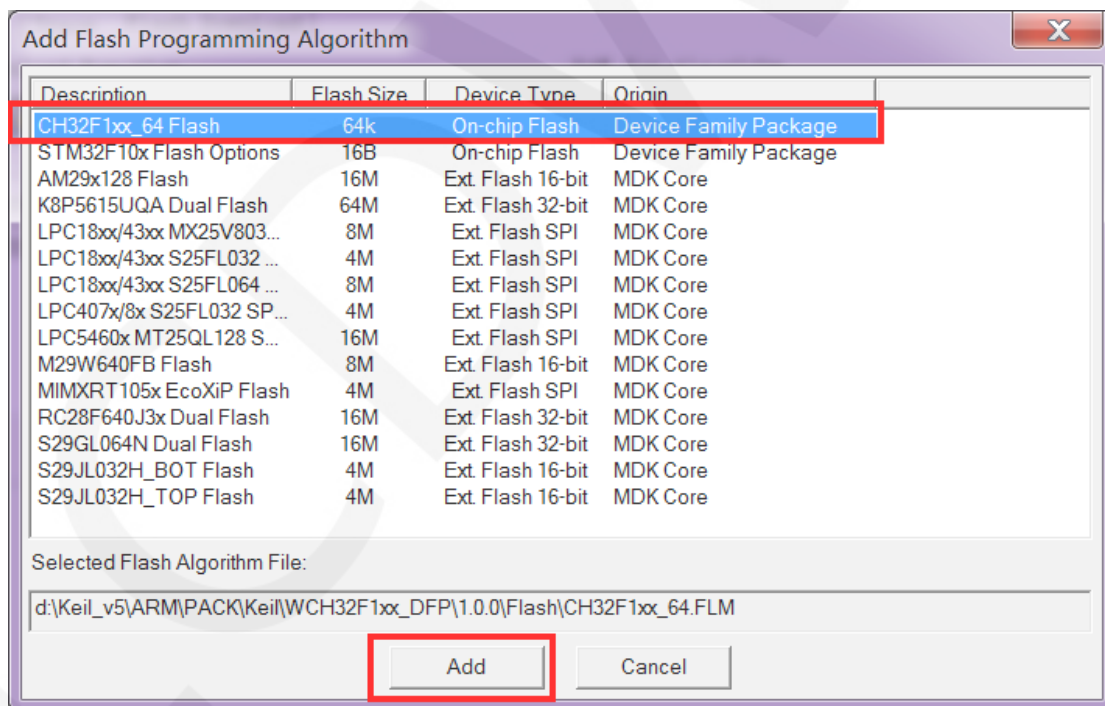 Add Flash Programming Algorithm
X
Description Flash Size Device Type Origin
CH32F1xx_64 Flash 64k On-chip Flash Device Family Package
STM32F10x Flash Options 16B On-chip Flash Device Family Package
AM29x128 Flash 16M Ext. Flash 16-bit MDK Core
K8P5615UQA Dual Flash 64M Ext. Flash 32-bit MDK Core
LPC18xx/43xx MX25V803... 8M Ext. Flash SPI MDK Core
LPC18xx/43xx S25FL032 ... 4M Ext. Flash SPI MDK Core
LPC18xx/43xx S25FL064 ... 8M Ext. Flash SPI MDK Core
LPC407x/8x S25FL032 SP... 4M Ext. Flash SPI MDK Core
LPC5460x MT25QL128 S... 16M Ext. Flash SPI MDK Core
M29W640FB Flash 8M Ext. Flash 16-bit MDK Core
MIMXRT105x EcoXiP Flash 4M Ext. Flash SPI MDK Core
RC28F640J3x Dual Flash 16M Ext. Flash 32-bit MDK Core
S29GL064N Dual Flash 16M Ext. Flash 32-bit MDK Core
S29JL032H_BOT Flash 4M Ext. Flash 16-bit MDK Core
S29JL032H_TOP Flash 4M Ext. Flash 16-bit MDK Core
Selected Flash Algorithm File:
d:\Keil_v5\ARM\PACK\Keil\WCH32F1xx_DFP\1.0.0\Flash\CH32F1xx_64.FLM
Add Cancel